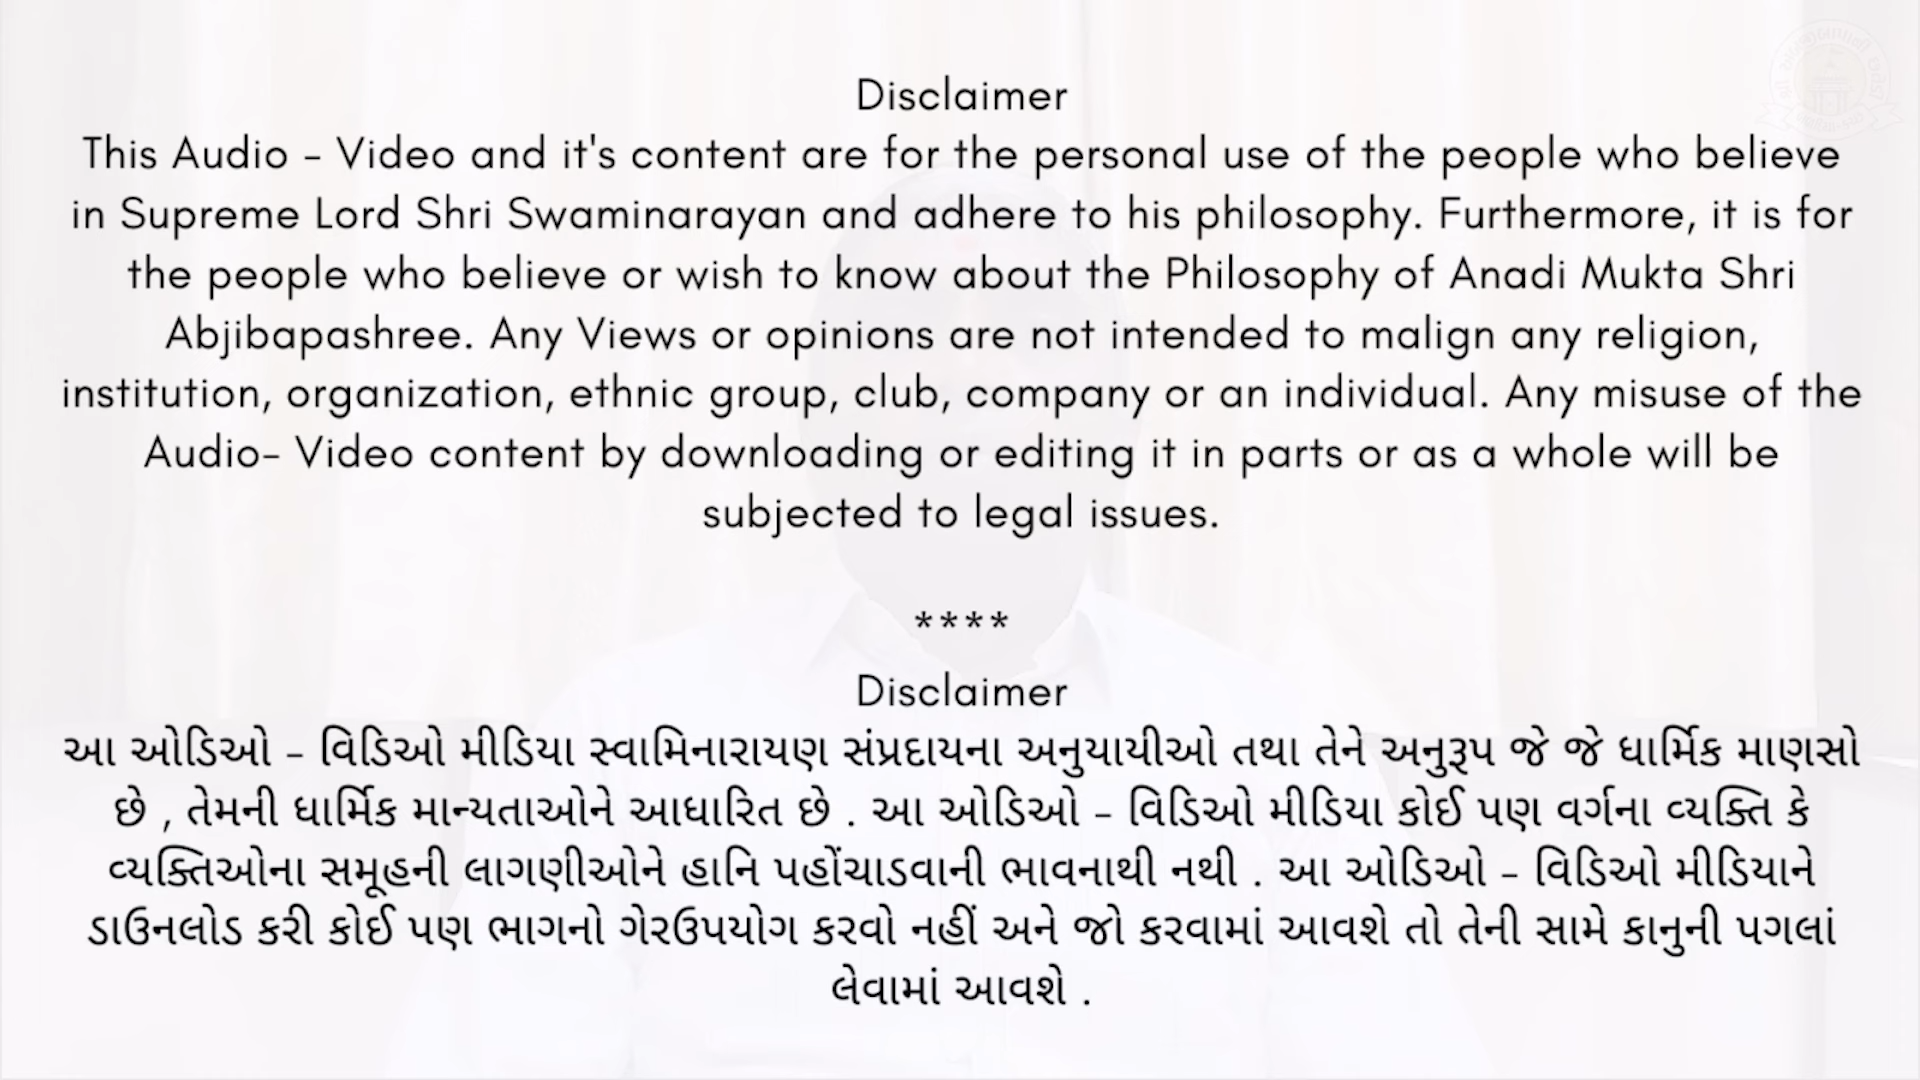 Disclaimer
This Audio - Video and it's content are for the personal use of the people who believe
in Supreme Lord Shri Swaminarayan and adhere to his philosophy. Furthermore, it is for
the people who believe or wish to know about the Philosophy of Anadi Mukta Shri
Abjibapashree. Any Views or opinions are not intended to malign any religion,
institution, organization, ethnic group, club, company or an individual. Any misuse of the
Audio- Video content by downloading or editing it in parts or as a whole will be
subjected to legal issues.
****
Disclaimer
આ ઓડિઓ - વિડિઓ મીડિયા સ્વામિનારાયણ સંપ્રદાયના અનુયાયીઓ તથા તેને અનુરૂપ જે જે ધાર્મિક માણસો
છે , તેમની ધાર્મિક માન્યતાઓને આધારિત છે . આ ઓડિઓ - વિડિઓ મીડિયા કોઈ પણ વર્ગના વ્યક્તિ કે
વ્યક્તિઓના સમૂહની લાગણીઓને હાનિ પહોંચાડવાની ભાવનાથી નથી . આ ઓડિઓ - વિડિઓ મીડિયાને
ડાઉનલોડ કરી કોઈ પણ ભાગનો ગેરઉપયોગ કરવો નહીં અને જો કરવામાં આવશે તો તેની સામે કાનુની પગલાં
લેવામાં આવશે .